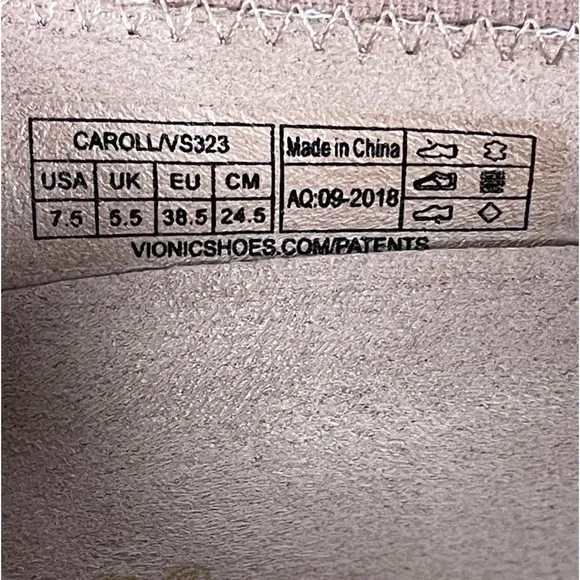 CAROLL/VS323
USA UK EU CM
7.5 5.5 38.5 24.5
Made in China
AQ:09-2018
VIONICSHOES.COM/PATENTS